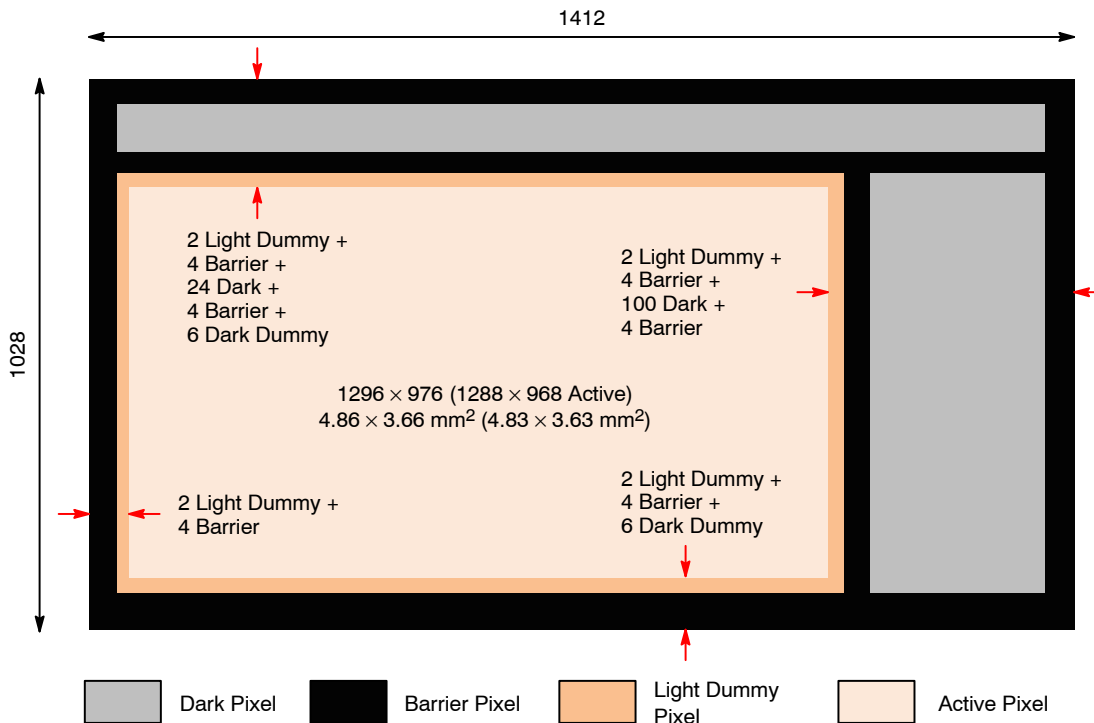 1412
1028
2 Light Dummy +
4 Barrier +
24 Dark +
4 Barrier +
6 Dark Dummy
2 Light Dummy +
4 Barrier +
100 Dark +
4 Barrier
1296 × 976 (1288 × 968 Active)
4.86 × 3.66 mm² (4.83 × 3.63 mm²)
2 Light Dummy +
4 Barrier
2 Light Dummy +
4 Barrier +
6 Dark Dummy
Dark Pixel
Barrier Pixel
Light Dummy
Pixel
Active Pixel